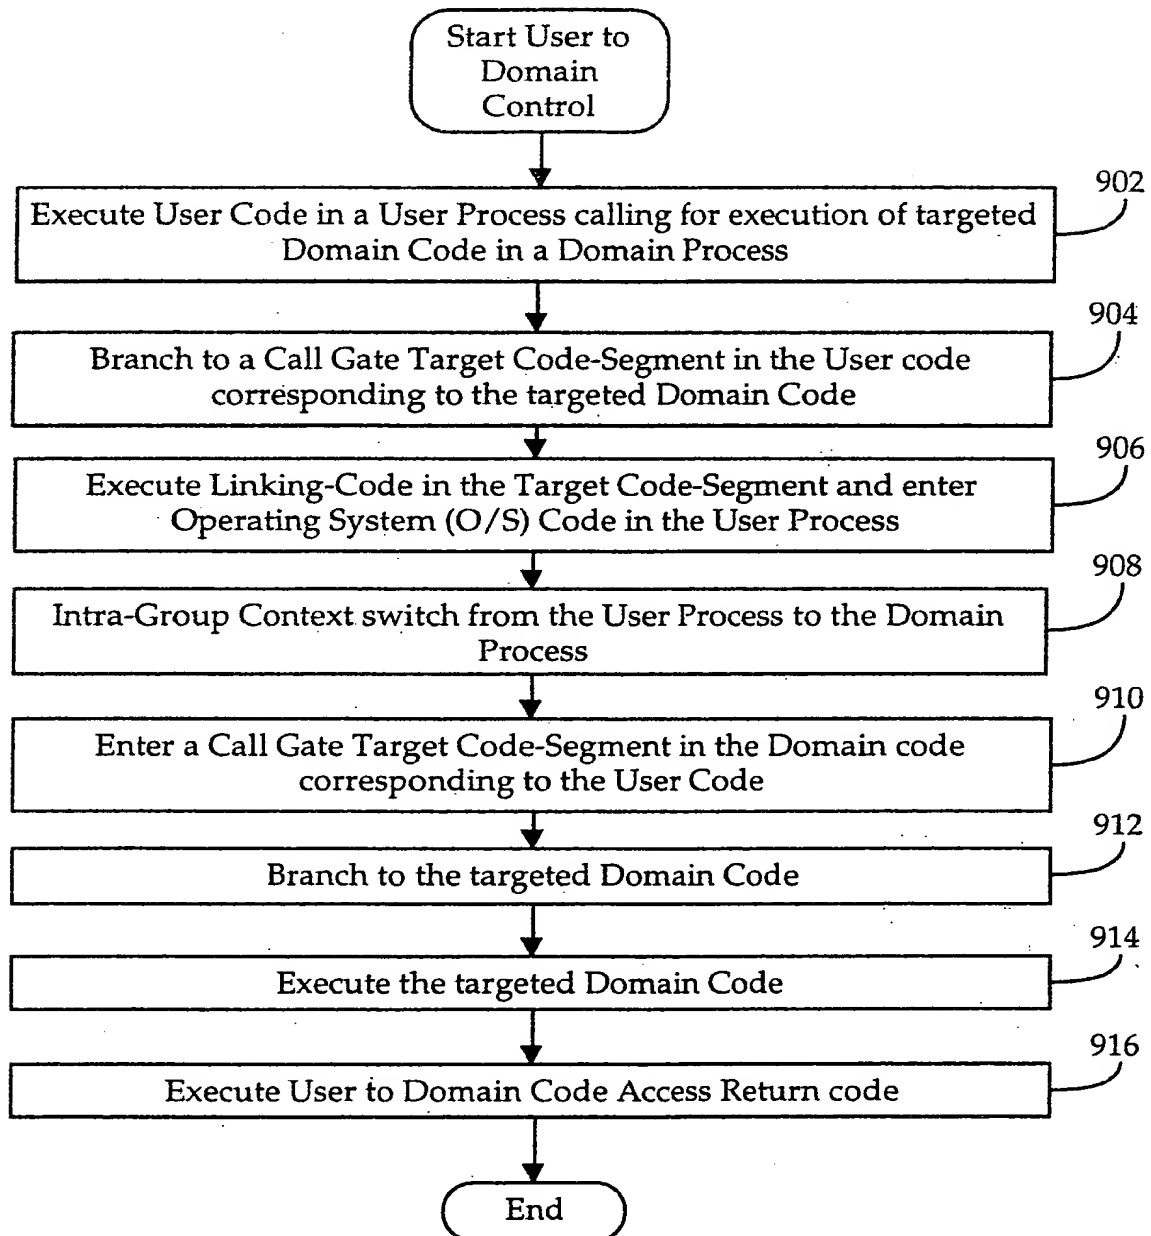 Start User to
Domain
Control
902
Execute User Code in a User Process calling for execution of targeted
Domain Code in a Domain Process
904
Branch to a Call Gate Target Code-Segment in the User code
corresponding to the targeted Domain Code
906
Execute Linking-Code in the Target Code-Segment and enter
Operating System (O/S) Code in the User Process
908
Intra-Group Context switch from the User Process to the Domain
Process
910
Enter a Call Gate Target Code-Segment in the Domain code
corresponding to the User Code
912
Branch to the targeted Domain Code
914
Execute the targeted Domain Code
916
Execute User to Domain Code Access Return code
End